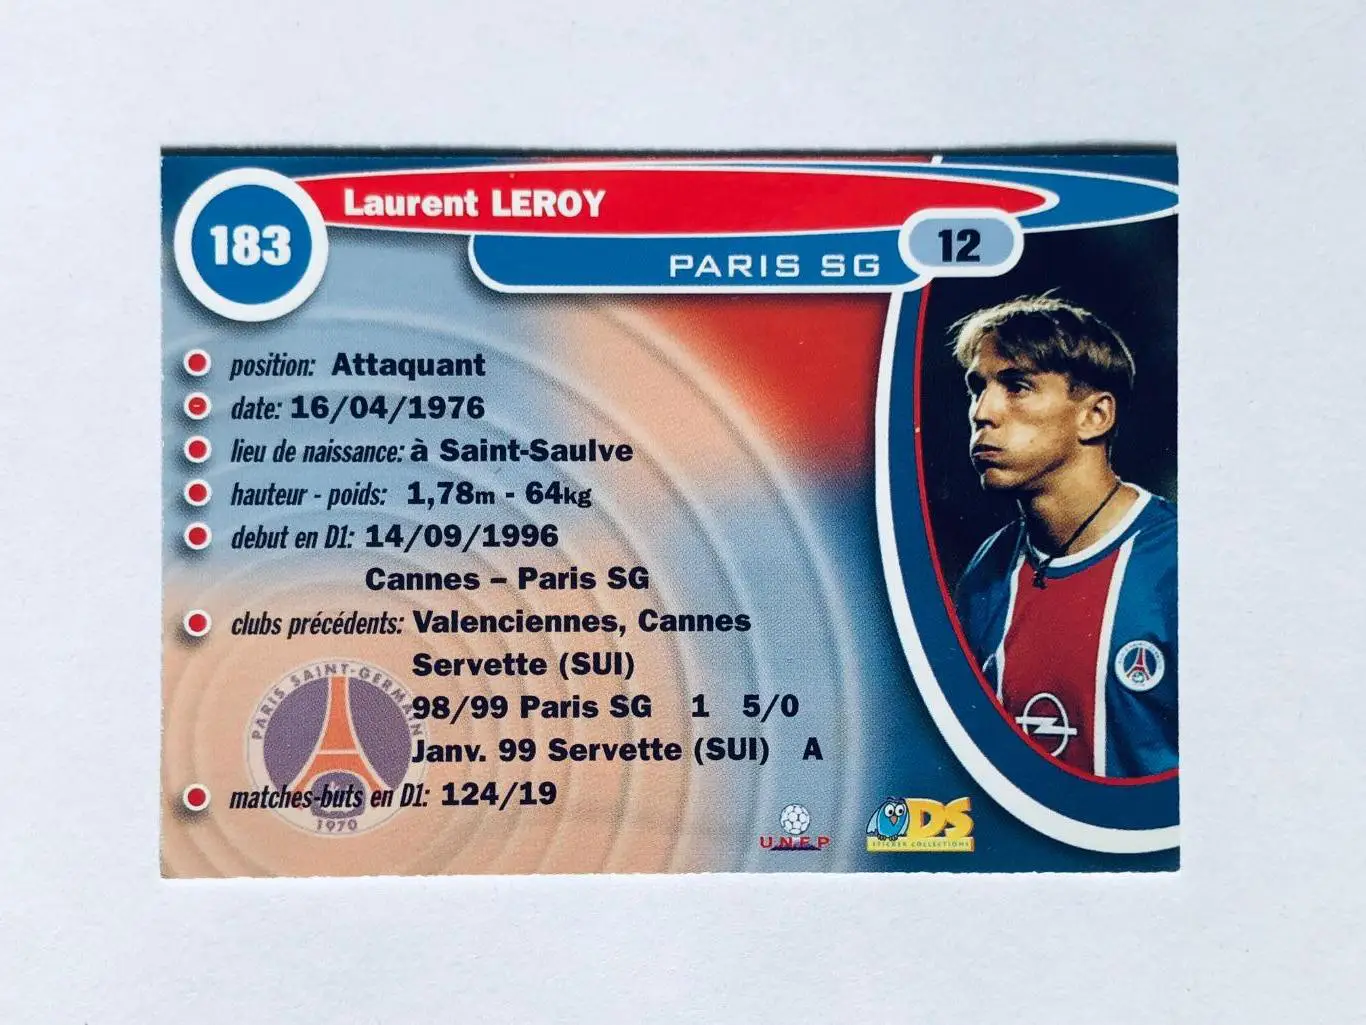 183
Laurent LEROY
PARIS SG
12
position: Attaquant
date: 16/04/1976
lieu de naissance: à Saint-Saulve
hauteur - poids: 1,78m - 64kg
debut en D1: 14/09/1996
Cannes – Paris SG
clubs précédents: Valenciennes, Cannes
Servette (SUI)
98/99 Paris SG 1 5/0
Janv. 99 Servette (SUI) A
matches-buts en D1: 124/19
PARIS SAINT-GERMAIN
1970
U.N.F.P
DS
STICKER COLLECTIONS